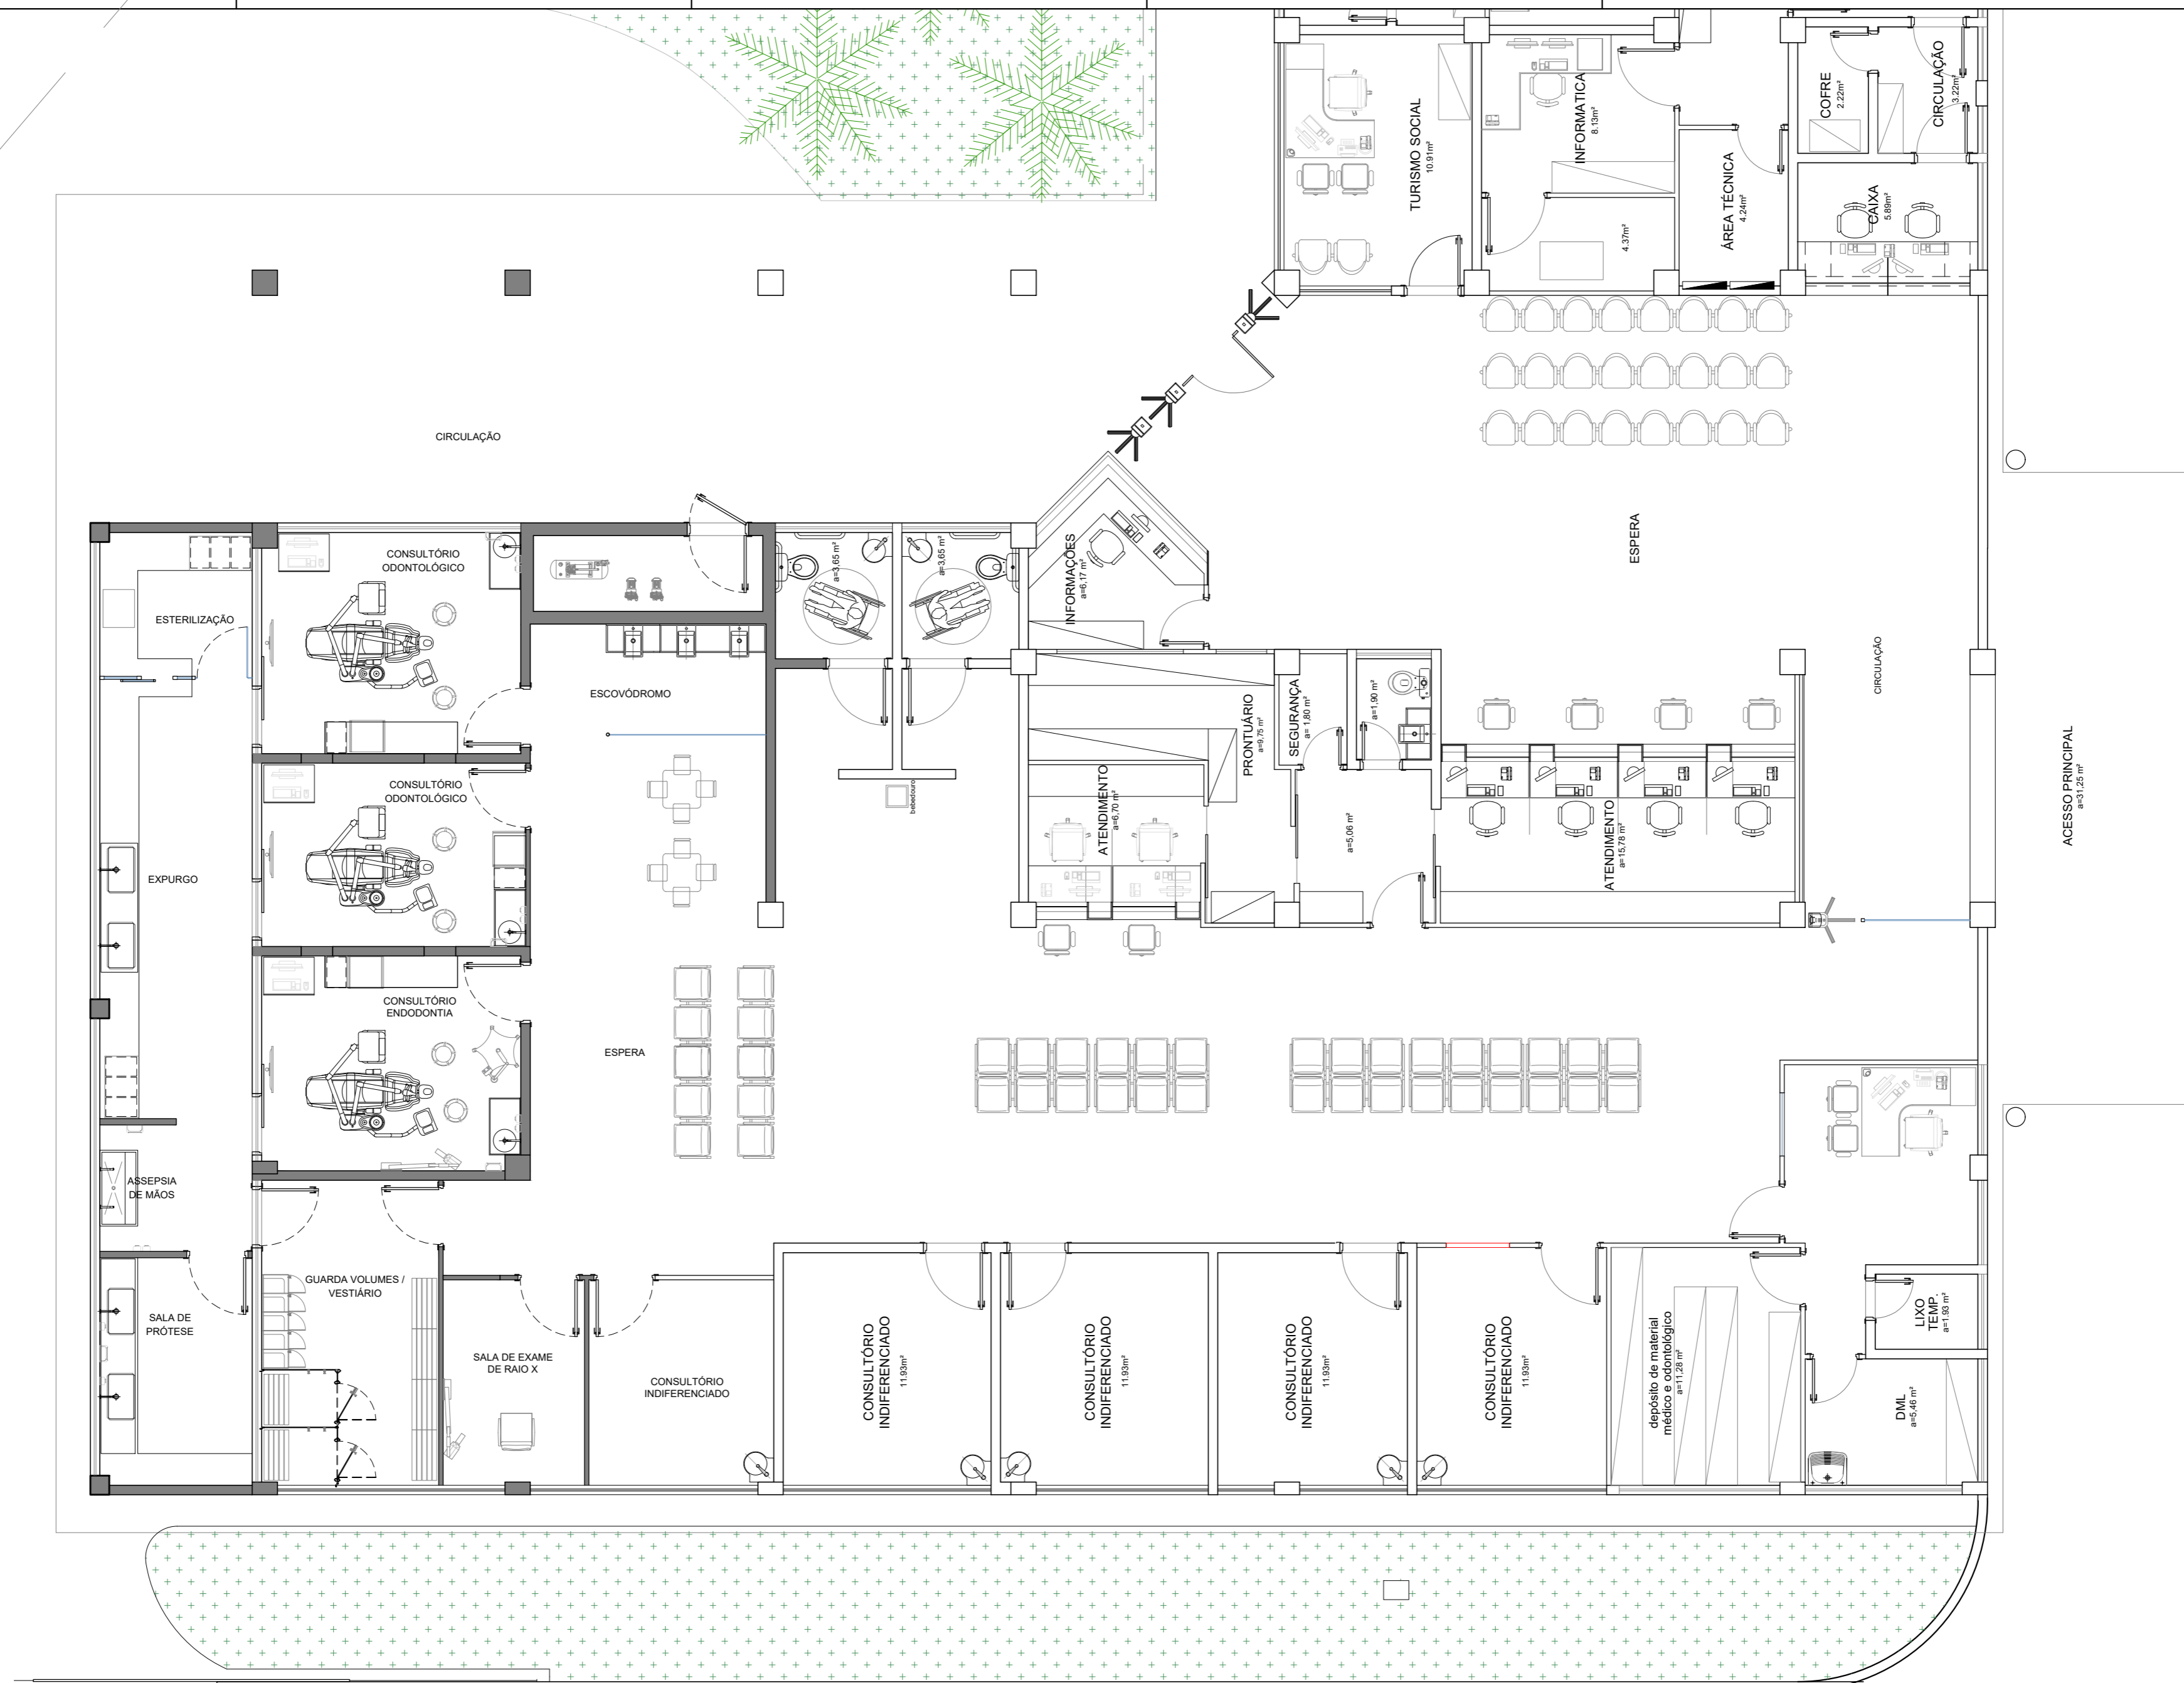 TURISMO SOCIAL
10.91m²
INFORMATICA
8.13m²
4.37m²
ÁREA TÉCNICA
4.24m²
COFRE
2.22m²
CIRCULAÇÃO
3.22m²
CAIXA
5.89m²
CIRCULAÇÃO
ESPERA
CIRCULAÇÃO
ACESSO PRINCIPAL
a=31,25 m²
ESTERILIZAÇÃO
CONSULTÓRIO
ODONTOLÓGICO
a=3,65 m²
a=3,65 m²
INFORMAÇÕES
a=6,17 m²
ESCOVÓDROMO
PRONTUÁRIO
a=9,75 m²
SEGURANÇA
a= 1,80 m²
a=1,90 m²
CONSULTÓRIO
ODONTOLÓGICO
bebedouro
ATENDIMENTO
a=6,70 m²
a=5,06 m²
ATENDIMENTO
a=15,78 m²
EXPURGO
CONSULTÓRIO
ENDODONTIA
ESPERA
ASSEPSIA
DE MÃOS
GUARDA VOLUMES /
VESTIÁRIO
SALA DE
PRÓTESE
SALA DE EXAME
DE RAIO X
CONSULTÓRIO
INDIFERENCIADO
CONSULTÓRIO
INDIFERENCIADO
11.93m²
CONSULTÓRIO
INDIFERENCIADO
11.93m²
CONSULTÓRIO
INDIFERENCIADO
11.93m²
CONSULTÓRIO
INDIFERENCIADO
11.93m²
depósito de material
médico e odontológico
a=11,28 m²
LIXO
TEMP.
a=1,93 m²
DML
a=5,46 m²